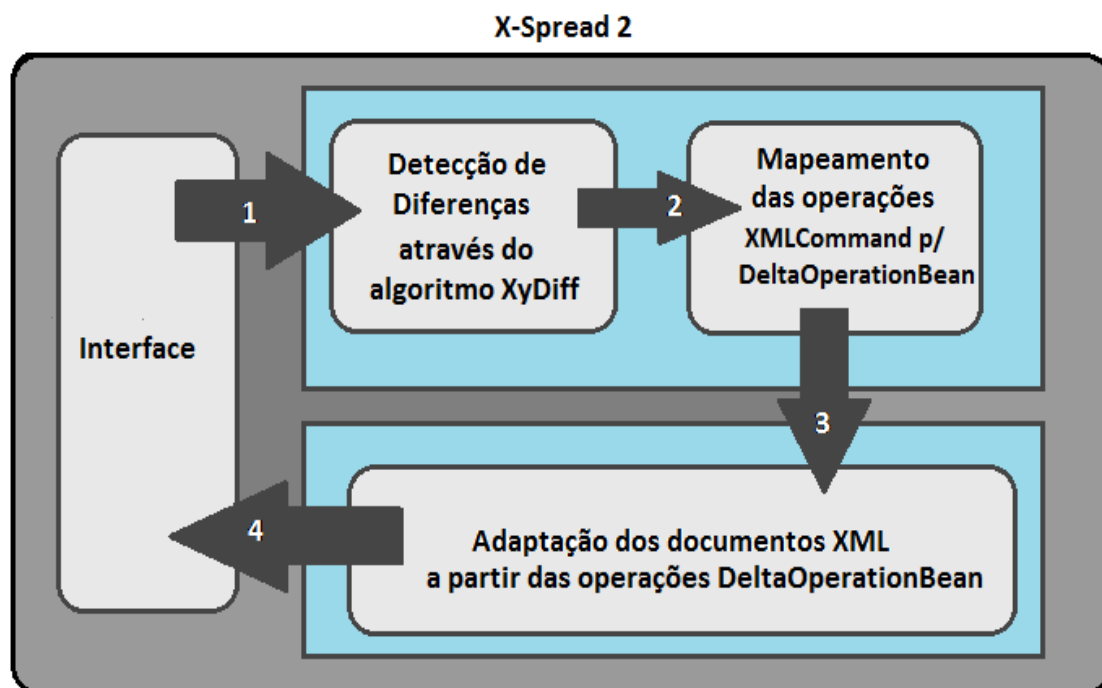 X-Spread 2
Interface
1
Detecção de
Diferenças
através do
algoritmo XyDiff
2
Mapeamento
das operações
XMLCommand p/
DeltaOperationBean
3
Adaptação dos documentos XML
a partir das operações DeltaOperationBean
4